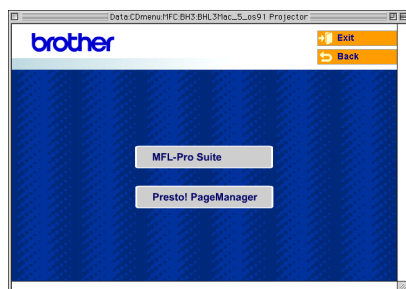 Data:CDmenu:MFC:BH3:BHL3Mac_5_os91 Projector
brother
Exit
Back
MFL-Pro Suite
Presto! PageManager